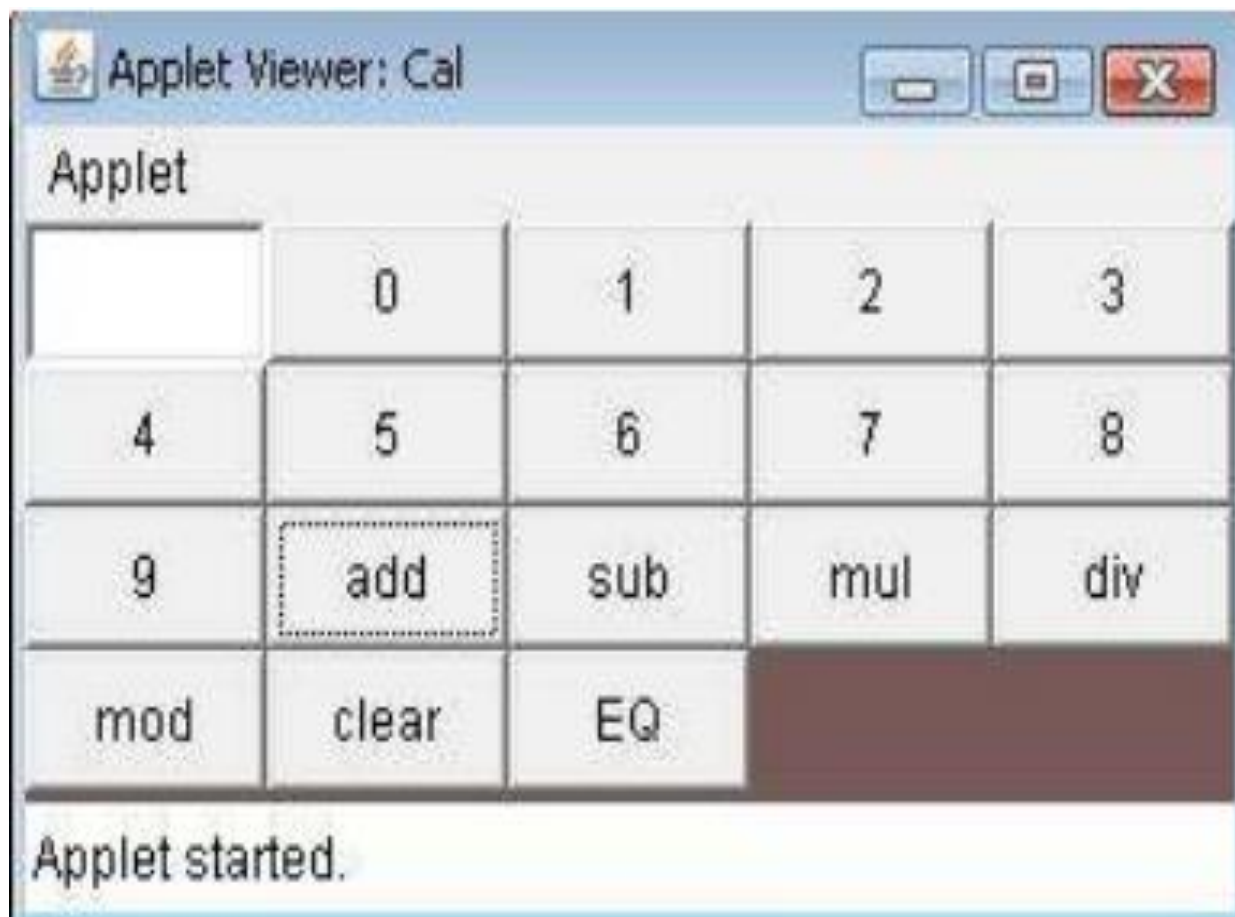 Applet Viewer: Cal
Applet
0 1 2 3
4 5 6 7 8
9 add sub mul div
mod clear EQ
Applet started.